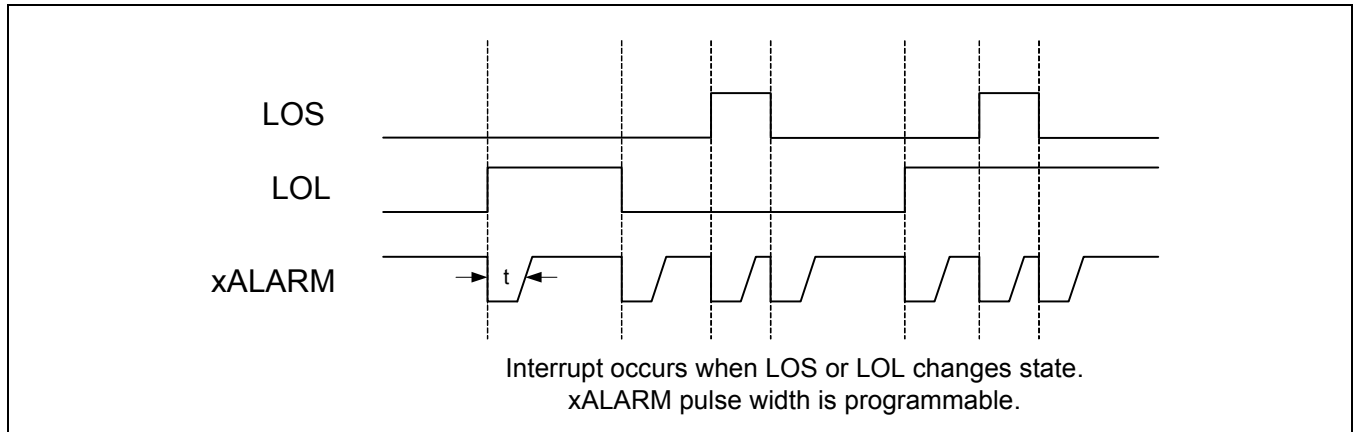 LOS
LOL
xALARM
t
Interrupt occurs when LOS or LOL changes state.
xALARM pulse width is programmable.